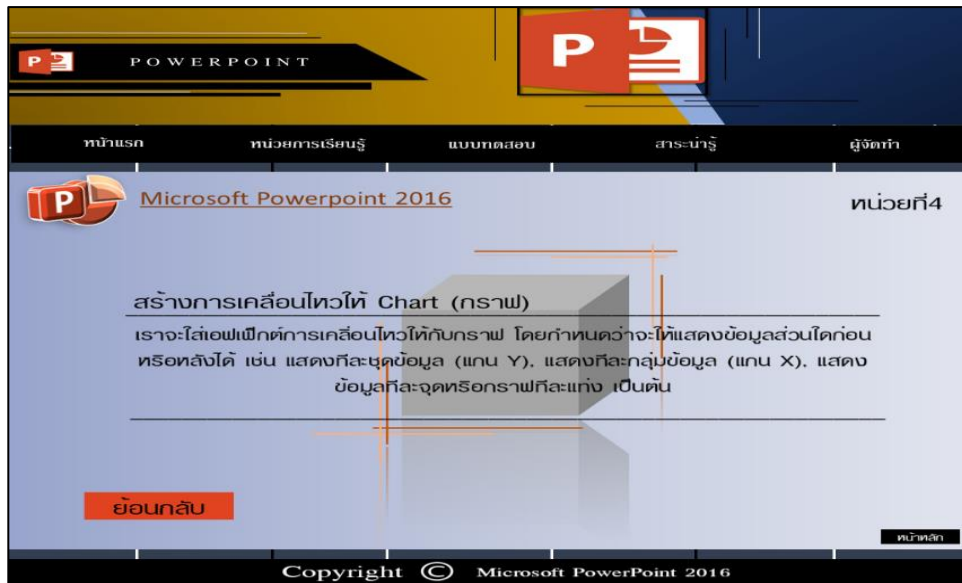 P
POWERPOINT
P
หน้าแรก
หน่วยการเรียนรู้
แบบทดสอบ
สาระน่ารู้
ผู้จัดทำ
P
Microsoft Powerpoint 2016
หน่วยที่4
สร้างการเคลื่อนไหวให้ Chart (กราฟ)
เราจะใส่เอฟเฟ็กต์การเคลื่อนไหวให้กับกราฟ โดยกำหนดว่าจะให้แสดงข้อมูลส่วนใดก่อน
หรือหลังได้ เช่น แสดงทีละชุดข้อมูล (แกน Y), แสดงทีละกลุ่มข้อมูล (แกน X), แสดง
ข้อมูลทีละจุดหรือกราฟทีละแท่ง เป็นต้น
ย้อนกลับ
หน้าหลัก
Copyright © Microsoft PowerPoint 2016